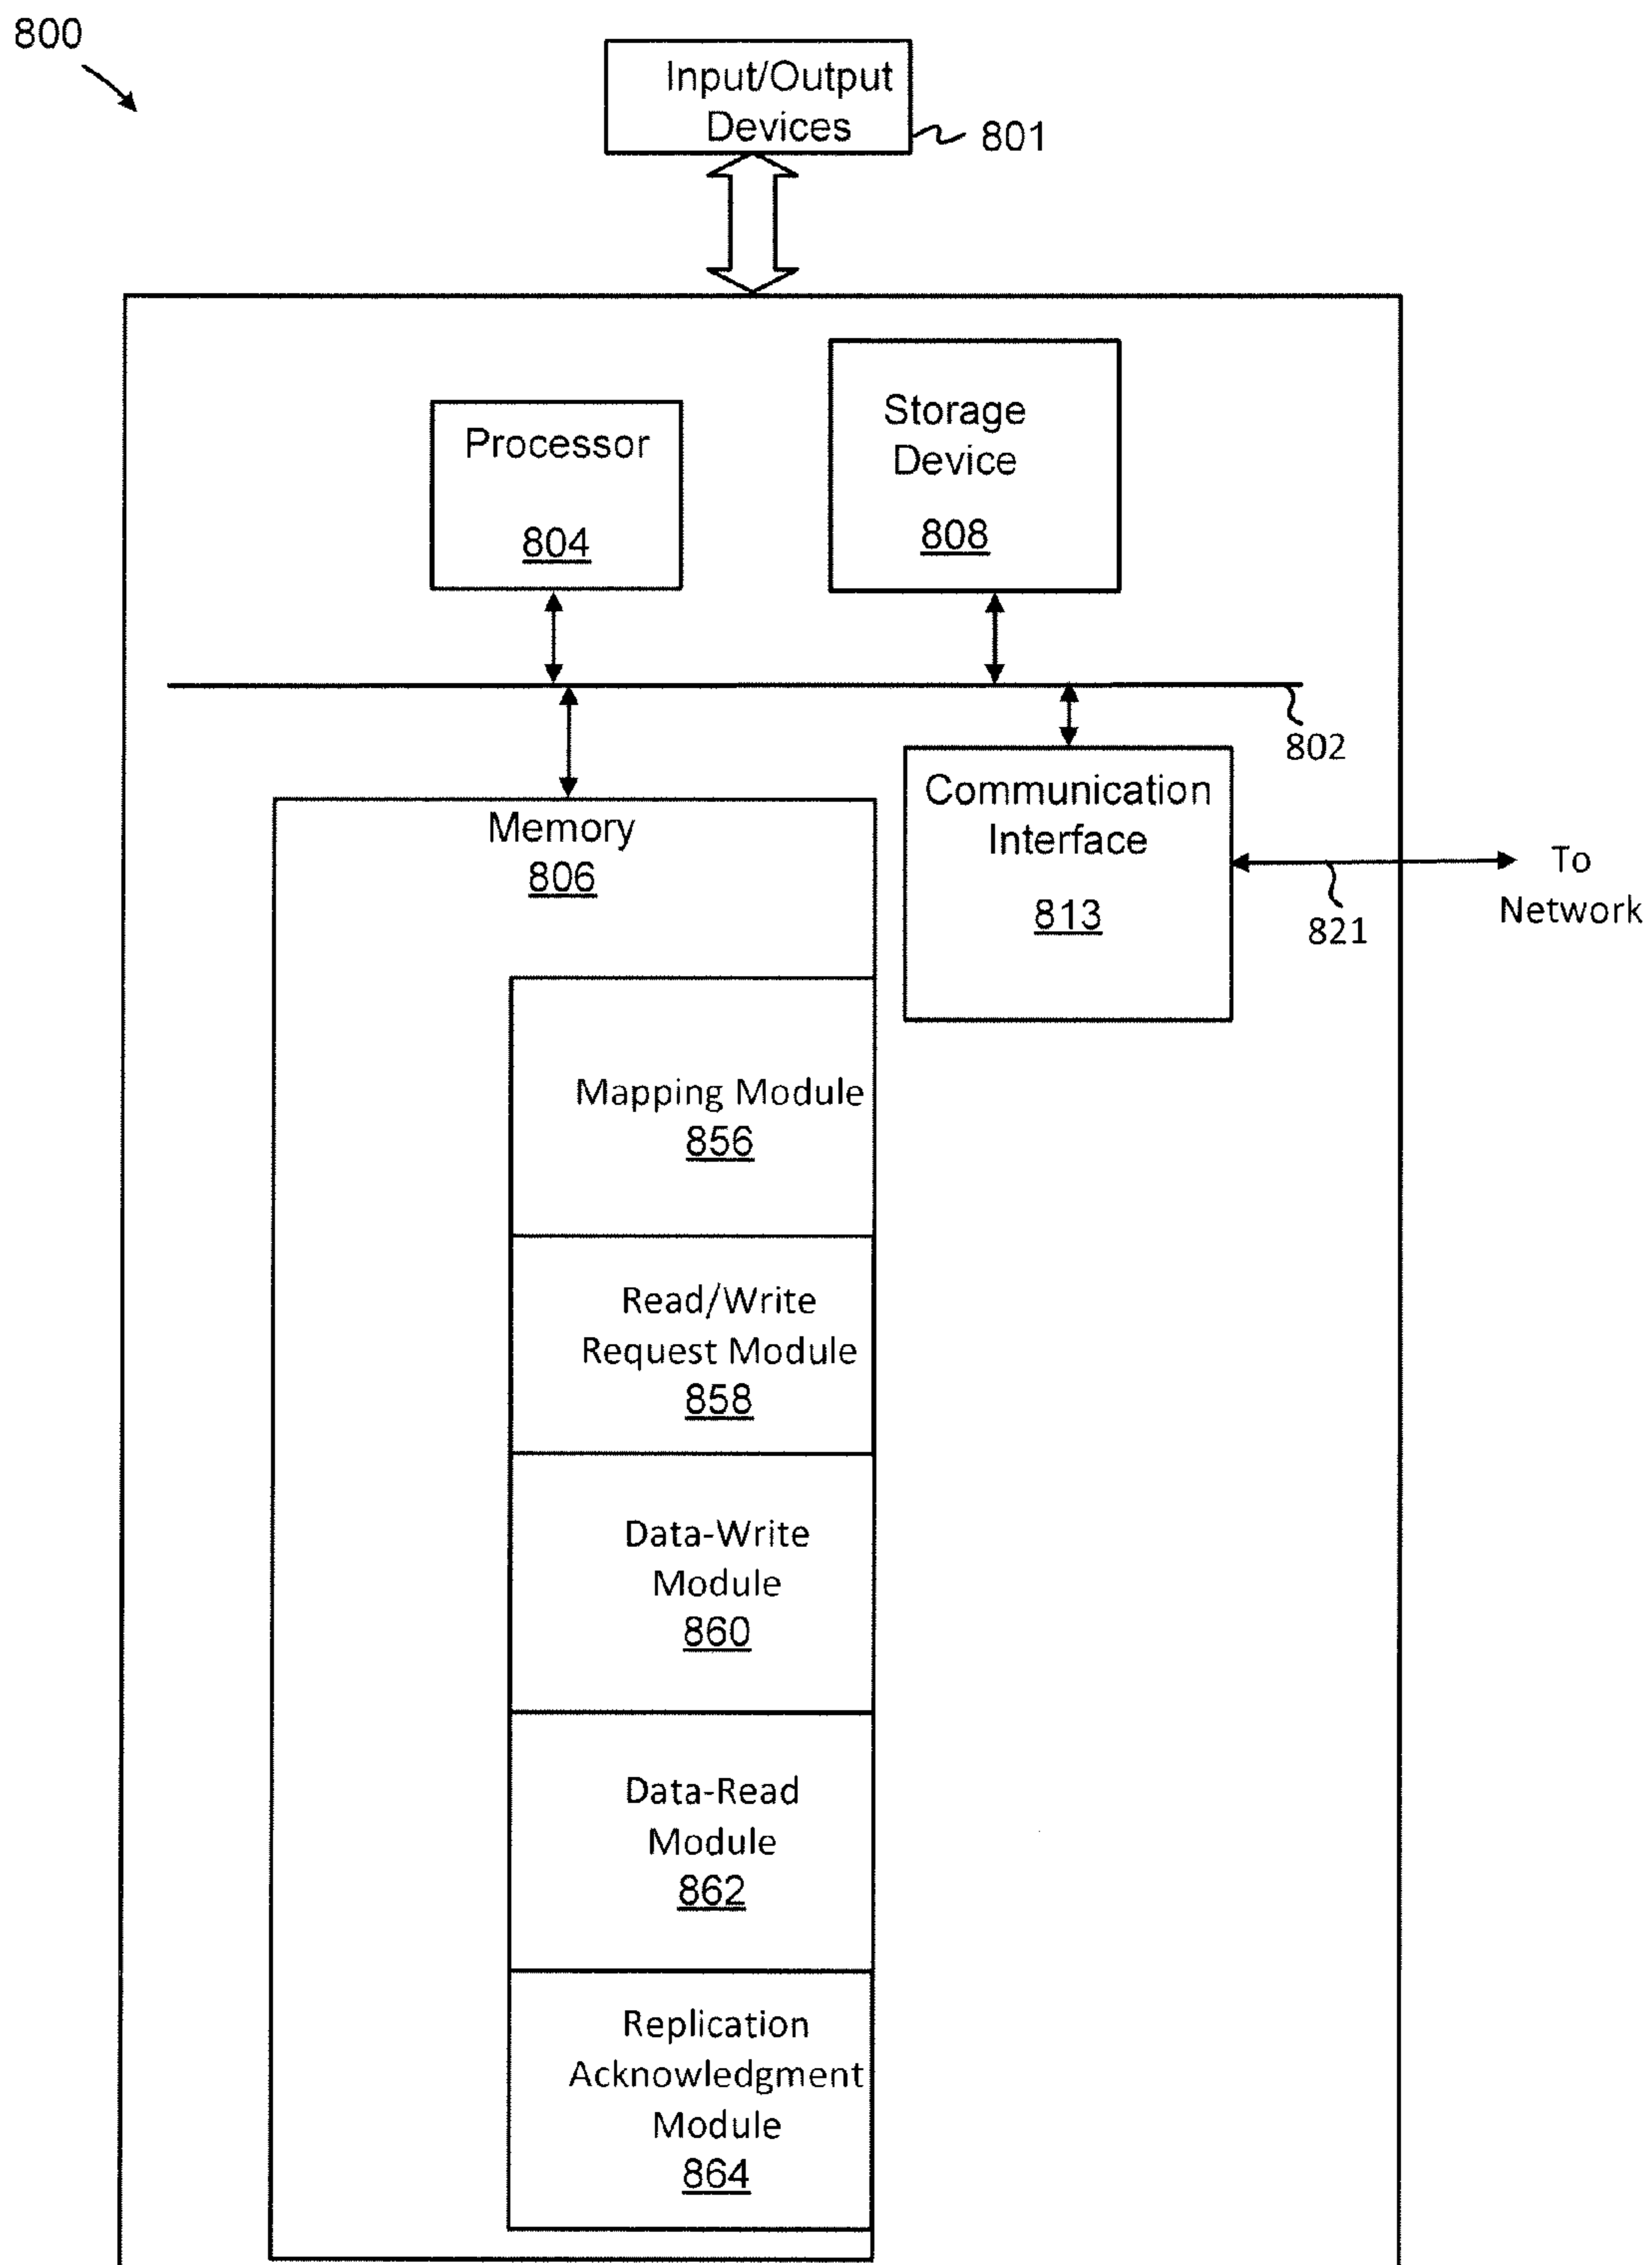 800
Input/Output
Devices
801
Processor
804
Storage
Device
808
802
Memory
806
Communication
Interface
813
821
To
Network
Mapping Module
856
Read/Write
Request Module
858
Data-Write
Module
860
Data-Read
Module
862
Replication
Acknowledgment
Module
864